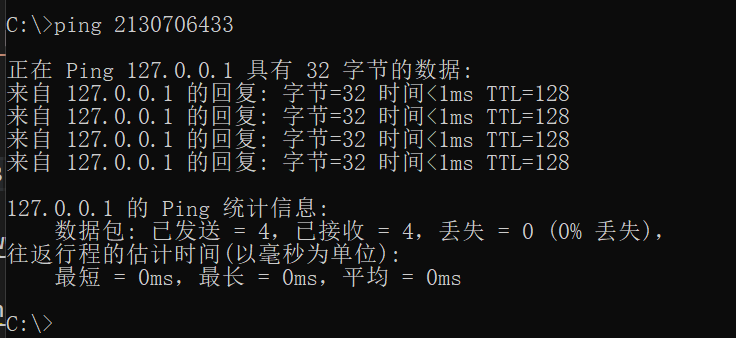 C:\>ping 2130706433
正在 Ping 127.0.0.1 具有 32 字节的数据:
来自 127.0.0.1 的回复: 字节=32 时间<1ms TTL=128
来自 127.0.0.1 的回复: 字节=32 时间<1ms TTL=128
来自 127.0.0.1 的回复: 字节=32 时间<1ms TTL=128
来自 127.0.0.1 的回复: 字节=32 时间<1ms TTL=128
127.0.0.1 的 Ping 统计信息:
数据包: 已发送 = 4，已接收 = 4，丢失 = 0 (0% 丢失)，
往返行程的估计时间(以毫秒为单位):
最短 = 0ms，最长 = 0ms，平均 = 0ms
C:\>